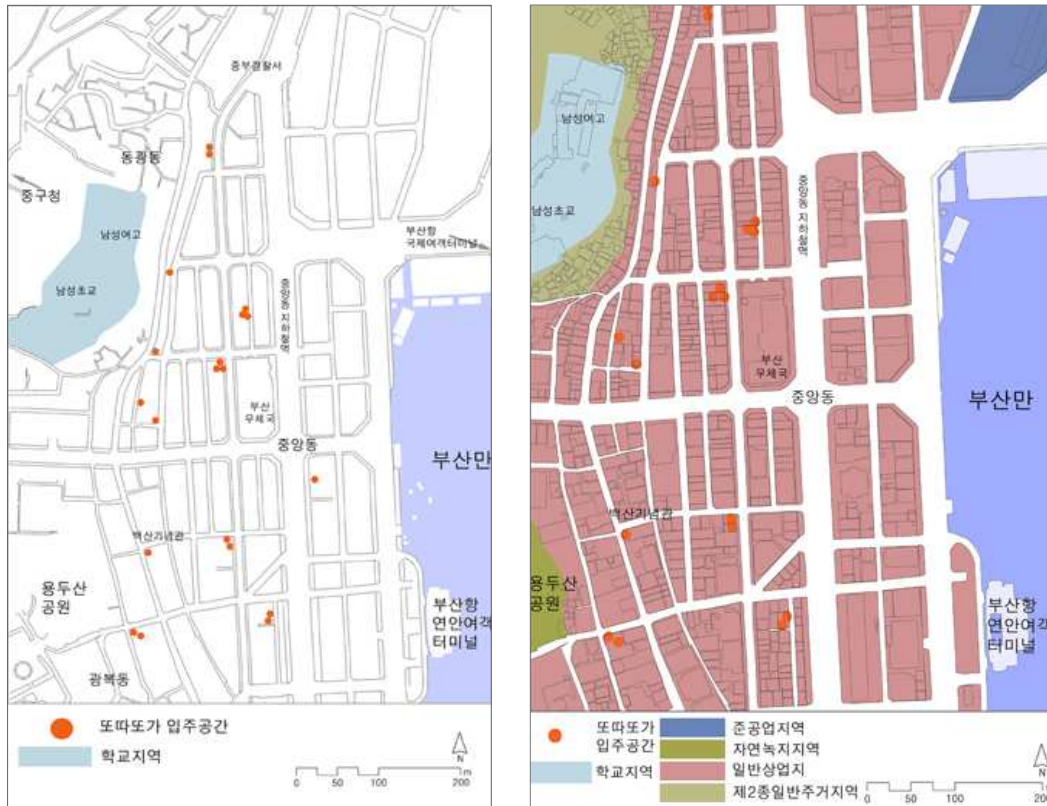 중부경찰서
동광동
중구청
남성여고
부산항
국제여객터미널
남성초교
중앙동 지하철역
부산
우체국
중앙동
부산만
백산기념관
용두산
공원
부산항
연안여객
터미널
광복동
또따또가 입주공간
학교지역
N
0 50 100 200
m
남성여고
남성초교
중앙동 지하철역
부산
우체국
중앙동
부산만
백산기념관
용두산
공원
부산항
연안여객
터미널
또따또가
입주공간
학교지역
준공업지역
자연녹지지역
일반상업지
제2종일반주거지역
N
0 50 100 200